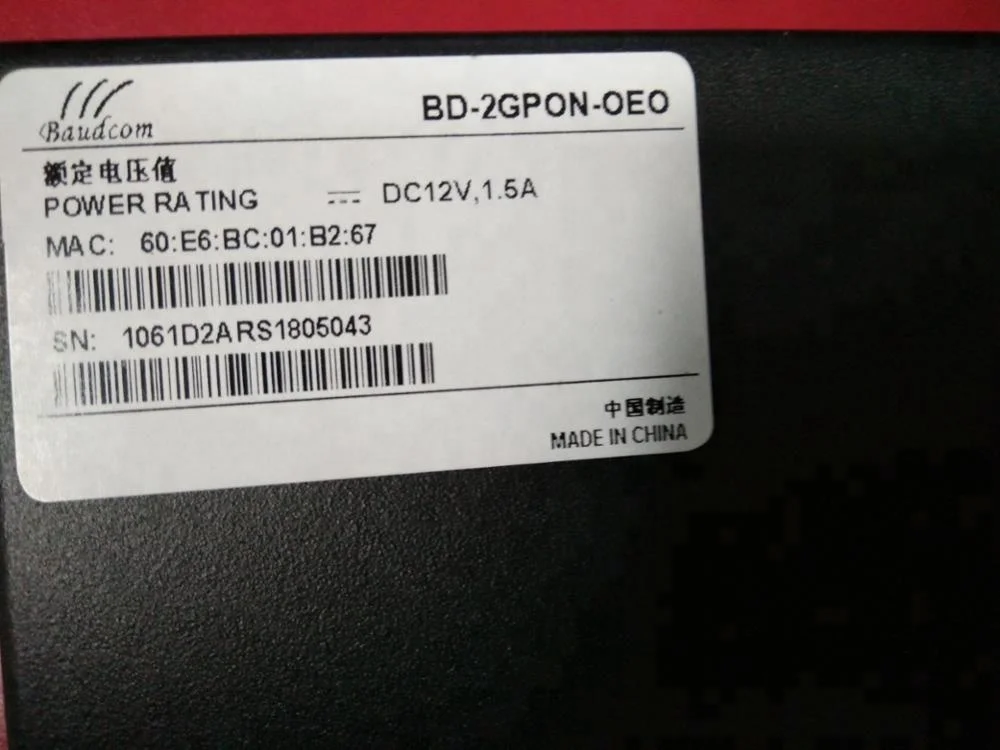 Baudcom
BD-2GPON-OEO
额定电压值
POWER RATING DC12V,1.5A
MAC: 60:E6:BC:01:B2:67
SN: 1061D2ARS1805043
中国制造
MADE IN CHINA